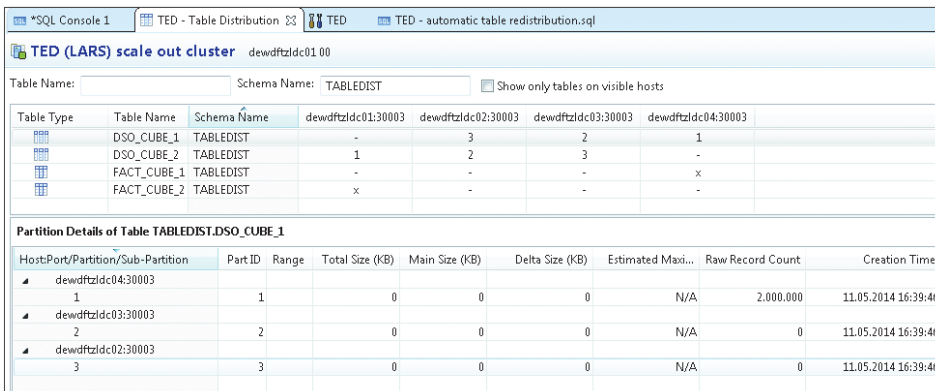 *SQL Console 1 TED - Table Distribution TED TED - automatic table redistribution.sql
TED (LARS) scale out cluster dewdftzldc01 00
Table Name: Schema Name: TABLEDIST Show only tables on visible hosts
Table Type Table Name Schema Name dewdftzldc01:30003 dewdftzldc02:30003 dewdftzldc03:30003 dewdftzldc04:30003
DSO_CUBE_1 TABLEDIST - 3 2 1
DSO_CUBE_2 TABLEDIST 1 2 3 -
FACT_CUBE_1 TABLEDIST - - - x
FACT_CUBE_2 TABLEDIST x - - -
Partition Details of Table TABLEDIST.DSO_CUBE_1
Host:Port/Partition/Sub-Partition Part ID Range Total Size (KB) Main Size (KB) Delta Size (KB) Estimated Maxi... Raw Record Count Creation Time
dewdftzldc04:30003
1 1 0 0 0 N/A 2.000.000 11.05.2014 16:39:46
dewdftzldc03:30003
2 2 0 0 0 N/A 0 11.05.2014 16:39:46
dewdftzldc02:30003
3 3 0 0 0 N/A 0 11.05.2014 16:39:46